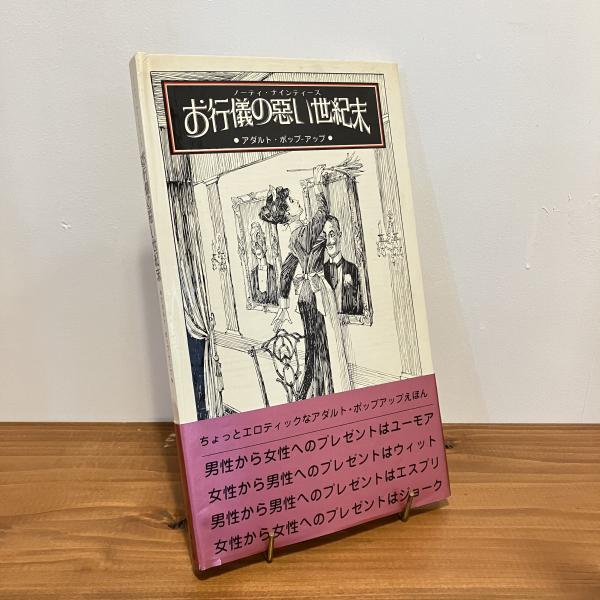 ノーティ・ナインティーズ
お行儀の悪い世紀末
●アダルト・ポップ-アップ●
ちょっとエロティックなアダルト・ポップアップえほん
男性から女性へのプレゼントはユーモア
女性から男性へのプレゼントはウィット
男性から男性へのプレゼントはエスプリ
女性から女性へのプレゼントはジョーク